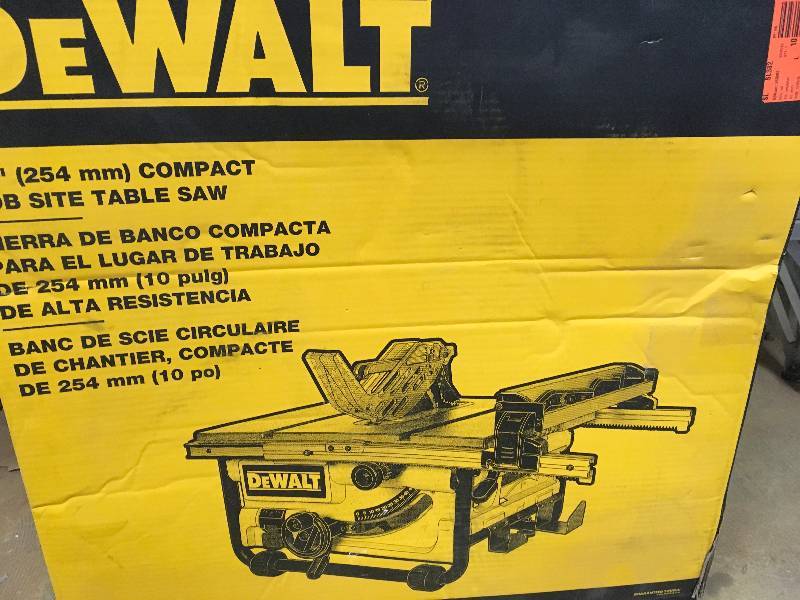 DEWALT®
" (254 mm) COMPACT
OB SITE TABLE SAW
IERRA DE BANCO COMPACTA
PARA EL LUGAR DE TRABAJO
DE 254 mm (10 pulg)
DE ALTA RESISTENCIA
BANC DE SCIE CIRCULAIRE
DE CHANTIER, COMPACTE
DE 254 mm (10 po)
DEWALT